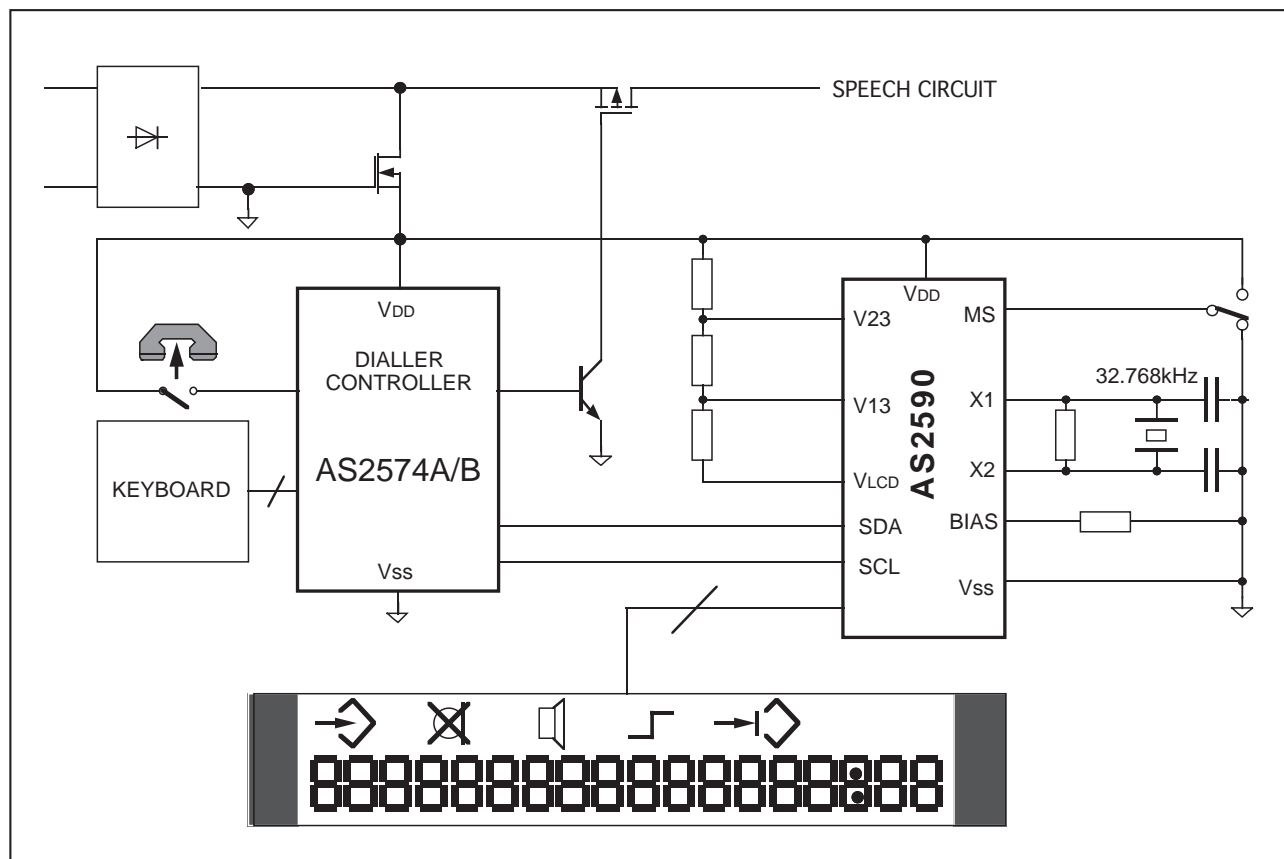 SPEECH CIRCUIT
VDD
DIALLER
CONTROLLER
AS2574A/B
Vss
KEYBOARD
VDD
V23
V13
VLCD
SDA
SCL
AS2590
MS
X1
X2
BIAS
Vss
32.768kHz